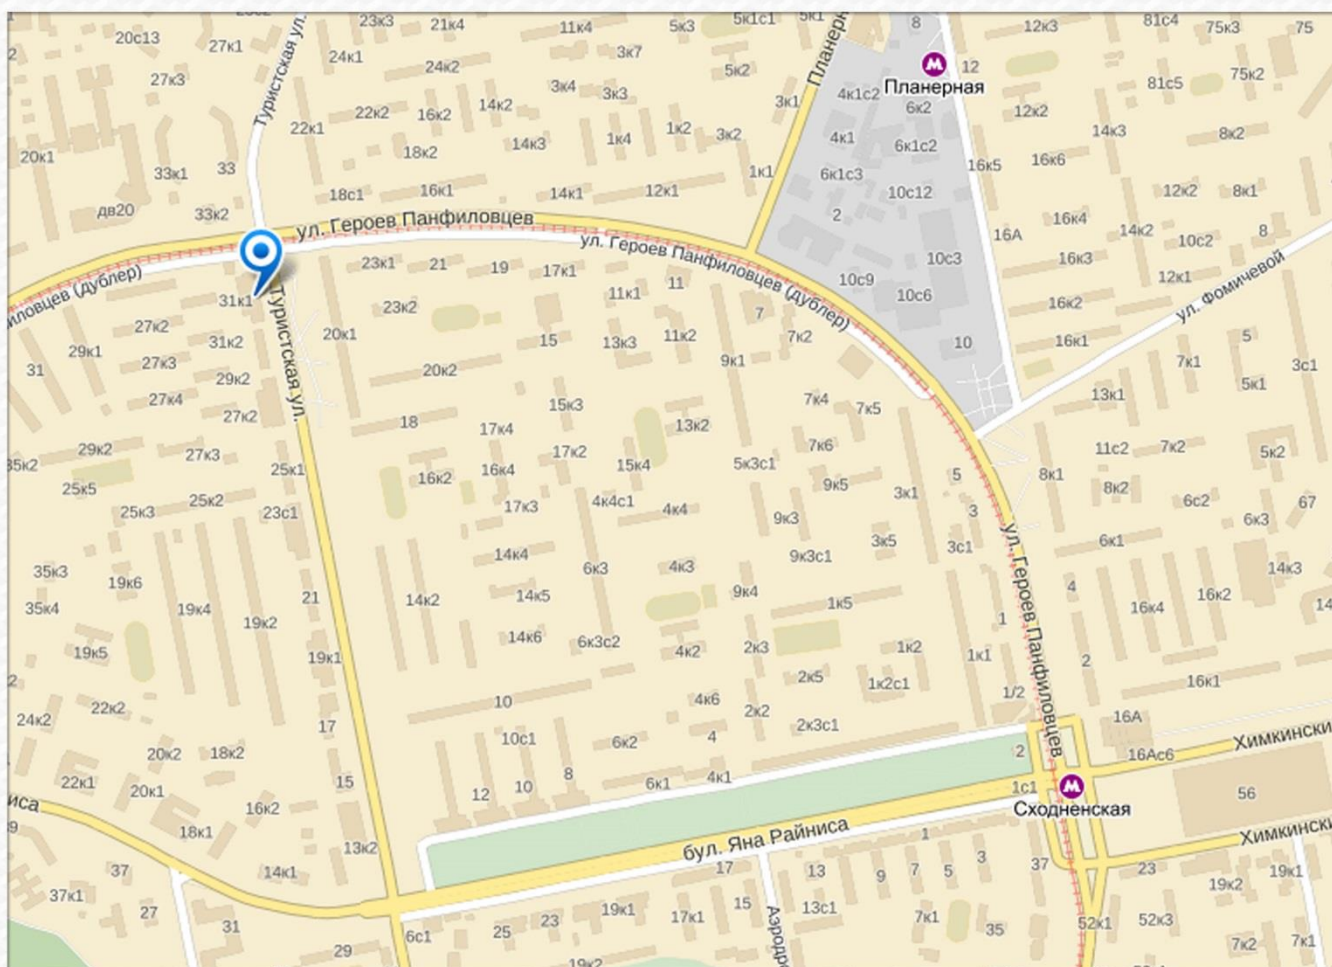 20с13
23к3
21к4
11к4
5к3
5к1с1
5к1
8
12к3
81с4
75к3
75
27к1
Туристская ул.
24к1
24к2
3к7
5к2
Планерная
12
75к2
27к3
3к4
3к3
3к1
4к1с2
6к2
12к2
81с5
22к2
16к2
14к2
22к1
18к2
14к3
1к4
1к2
3к2
4к1
6к1с2
14к3
8к2
20к1
33к1
33
1к1
6к1с3
16к5
16к6
дв20
18с1
16к1
14к1
12к1
10с12
12к2
8к1
33к2
2
16А
16к4
14к2
10с2
8
ул. Героев Панфиловцев
ул. Героев Панфиловцев (дублер)
иловцев (дублер)
23к1
21
19
17к1
11
10с9
10с3
16к3
12к1
ул. Фомичевой
31к1
23к2
11к1
10с6
16к2
27к2
7
Туристская ул.
20к1
15
13к3
11к2
7к2
10
16к1
5
29к1
31к2
27к3
31
20к2
9к1
7к1
3с1
29к2
5к1
27к4
27к2
18
15к3
13к2
7к4
7к5
13к1
17к4
29к2
27к3
17к2
7к6
11с2
7к2
5к2
35к2
25к1
16к2
16к4
15к4
5к3с1
5
8к1
25к5
9к5
8к2
25к2
17к3
4к4с1
4к4
3к1
6с2
67
25к3
23с1
9к3
3
6к3
14к4
9к3с1
3к5
3с1
6к1
35к3
19к6
6к3
4к3
14к3
35к4
19к4
19к2
21
14к2
14к5
9к4
1к5
4
16к4
16к2
1
14к6
6к3с2
ул. Героев Панфиловцев
19к5
19к1
4к2
2к3
1к2
1к1
2
2к5
1к2с1
16к1
24к2
22к2
10
4к6
2к2
1/2
17
2к3с1
16А
20к2
18к2
10с1
6к2
4
2
16Ас6
Химкински
22к1
20к1
15
12
10
8
6к1
4к1
1с1
56
иса
16к2
Сходненская
18к1
13к2
бул. Яна Райниса
1
Химкински
37
14к1
17
13
9
7
5
3
37
23
19к1
37к1
27
19к2
31
6с1
25
23
19к1
17к1
15
13с1
7к1
35
52к1
52к3
29
19к2
7к2
7к1